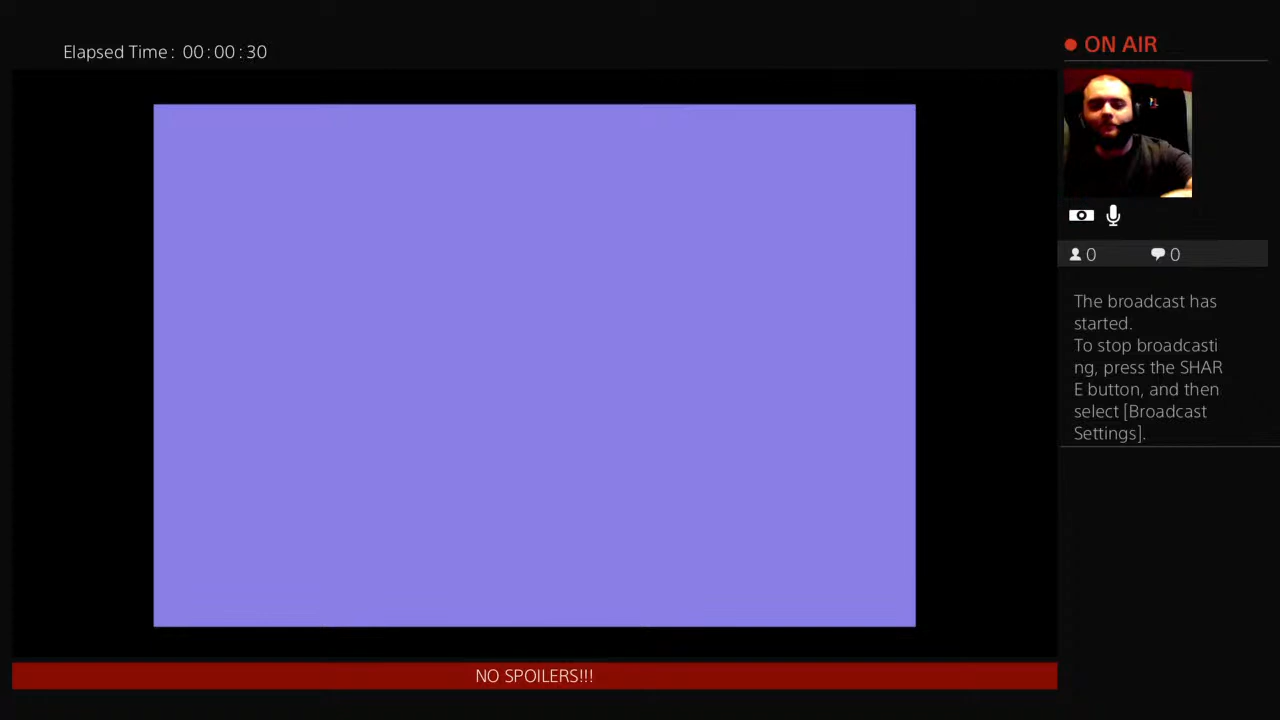 Elapsed Time: 00:00:30
ON AIR
0 0
The broadcast has
started.
To stop broadcasti
ng, press the SHAR
E button, and then
select [Broadcast
Settings].
NO SPOILERS!!!